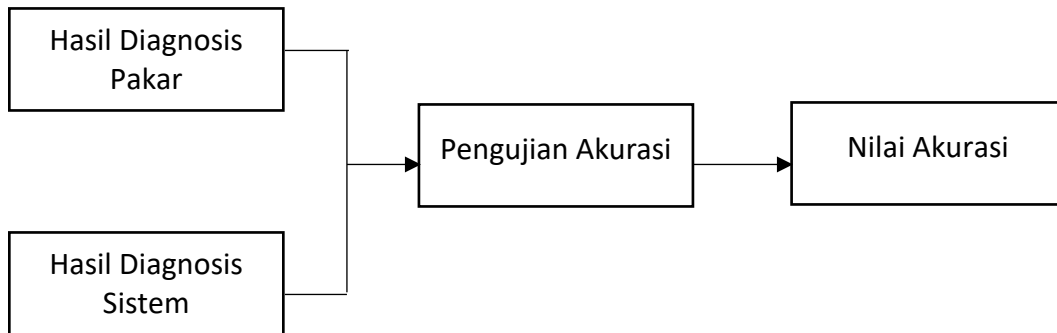 Hasil Diagnosis
Pakar
Pengujian Akurasi
Nilai Akurasi
Hasil Diagnosis
Sistem